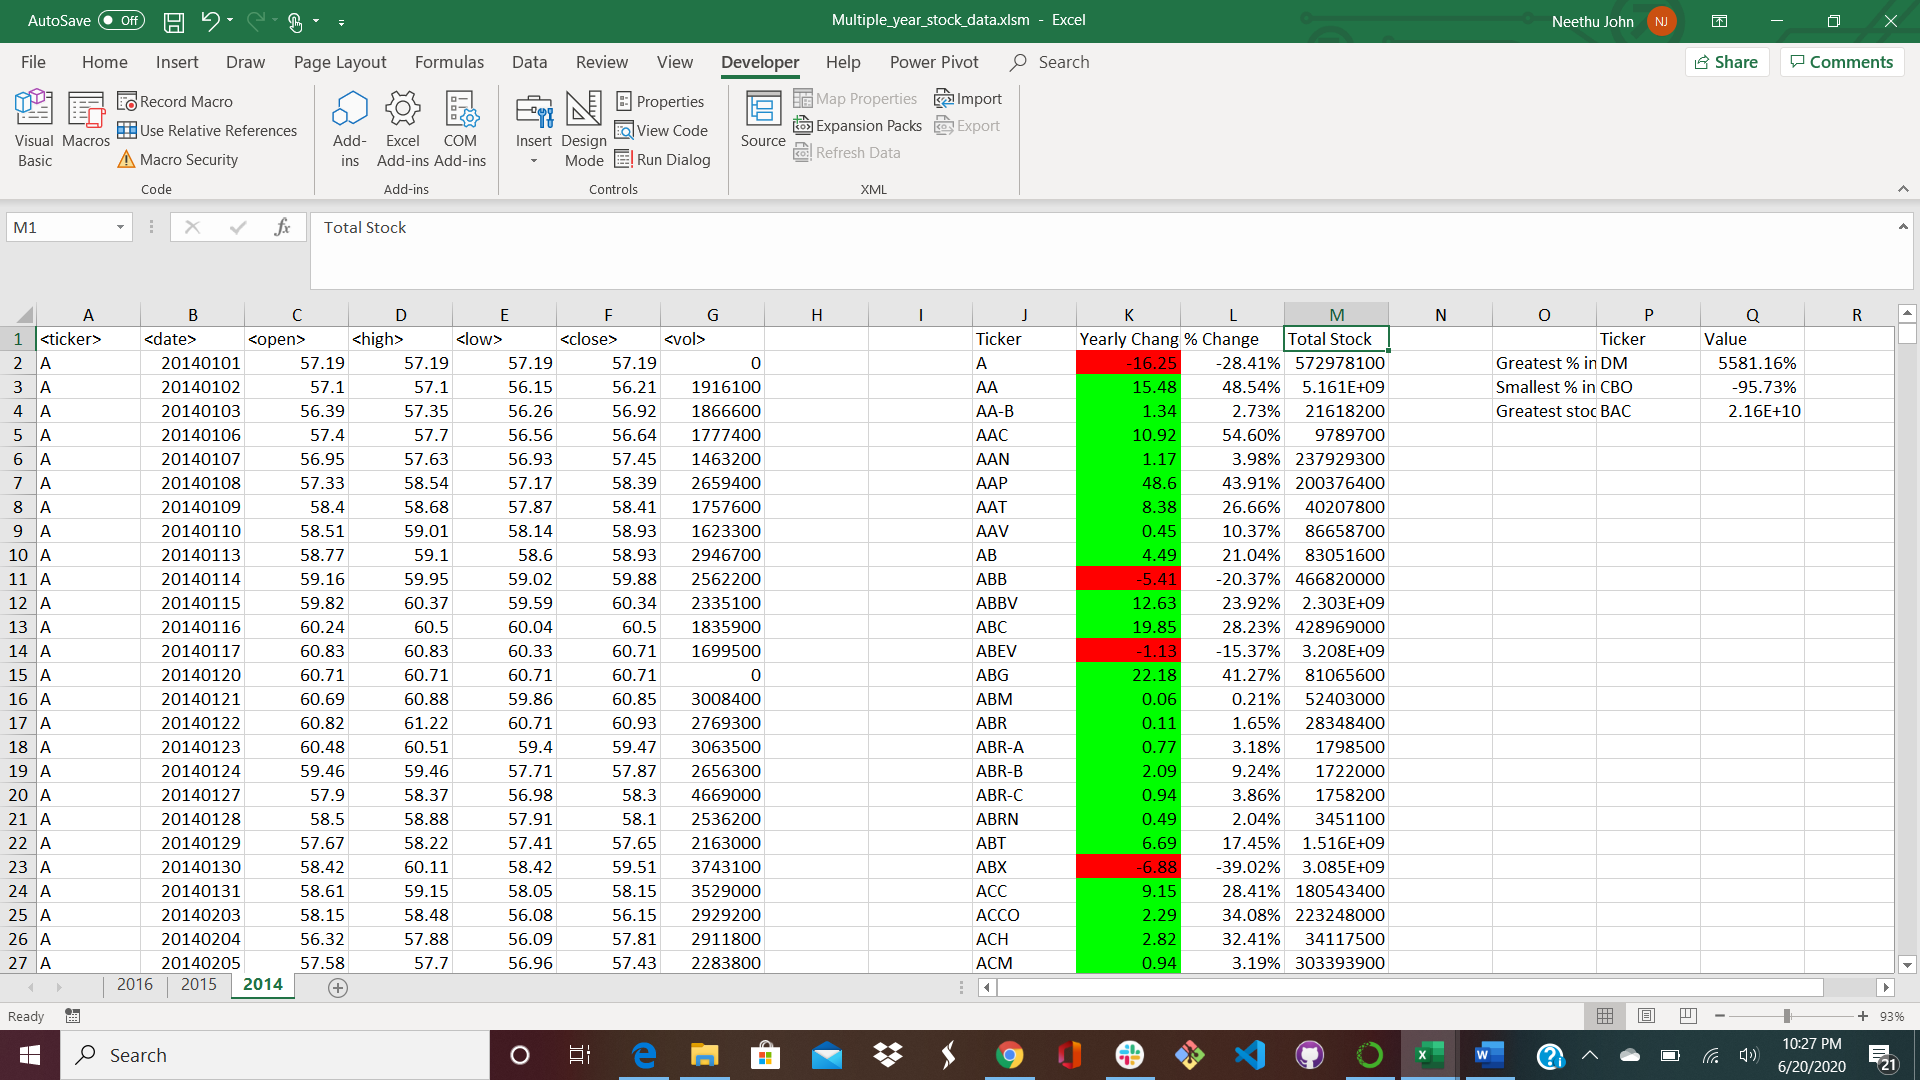 AutoSave Off Multiple_year_stock_data.xlsm - Excel Neethu John NJ
File Home Insert Draw Page Layout Formulas Data Review View Developer Help Power Pivot Search Share Comments
Visual Basic Macros Record Macro Use Relative References Macro Security
Add-ins Excel Add-ins COM Add-ins Insert Design Mode Properties View Code Run Dialog
Source Map Properties Expansion Packs Refresh Data Import Export
Code Add-ins Controls XML
M1 fx Total Stock
A B C D E F G H I J K L M N O P Q R
1 <ticker> <date> <open> <high> <low> <close> <vol> Ticker Yearly Chang % Change Total Stock Ticker Value
2 A 20140101 57.19 57.19 57.19 57.19 0 A -16.25 -28.41% 572978100 Greatest % in DM 5581.16%
3 A 20140102 57.1 57.1 56.15 56.21 1916100 AA 15.48 48.54% 5.161E+09 Smallest % in CBO -95.73%
4 A 20140103 56.39 57.35 56.26 56.92 1866600 AA-B 1.34 2.73% 21618200 Greatest stoc BAC 2.16E+10
5 A 20140106 57.4 57.7 56.56 56.64 1777400 AAC 10.92 54.60% 9789700
6 A 20140107 56.95 57.63 56.93 57.45 1463200 AAN 1.17 3.98% 237929300
7 A 20140108 57.33 58.54 57.17 58.39 2659400 AAP 48.6 43.91% 200376400
8 A 20140109 58.4 58.68 57.87 58.41 1757600 AAT 8.38 26.66% 40207800
9 A 20140110 58.51 59.01 58.14 58.93 1623300 AAV 0.45 10.37% 86658700
10 A 20140113 58.77 59.1 58.6 58.93 2946700 AB 4.49 21.04% 83051600
11 A 20140114 59.16 59.95 59.02 59.88 2562200 ABB -5.41 -20.37% 466820000
12 A 20140115 59.82 60.37 59.59 60.34 2335100 ABBV 12.63 23.92% 2.303E+09
13 A 20140116 60.24 60.5 60.04 60.5 1835900 ABC 19.85 28.23% 428969000
14 A 20140117 60.83 60.83 60.33 60.71 1699500 ABEV -1.13 -15.37% 3.208E+09
15 A 20140120 60.71 60.71 60.71 60.71 0 ABG 22.18 41.27% 81065600
16 A 20140121 60.69 60.88 59.86 60.85 3008400 ABM 0.06 0.21% 52403000
17 A 20140122 60.82 61.22 60.71 60.93 2769300 ABR 0.11 1.65% 28348400
18 A 20140123 60.48 60.51 59.4 59.47 3063500 ABR-A 0.77 3.18% 1798500
19 A 20140124 59.46 59.46 57.71 57.87 2656300 ABR-B 2.09 9.24% 1722000
20 A 20140127 57.9 58.37 56.98 58.3 4669000 ABR-C 0.94 3.86% 1758200
21 A 20140128 58.5 58.88 57.91 58.1 2536200 ABRN 0.49 2.04% 3451100
22 A 20140129 57.67 58.22 57.41 57.65 2163000 ABT 6.69 17.45% 1.516E+09
23 A 20140130 58.42 60.11 58.42 59.51 3743100 ABX -6.88 -39.02% 3.085E+09
24 A 20140131 58.61 59.15 58.05 58.15 3529000 ACC 9.15 28.41% 180543400
25 A 20140203 58.15 58.48 56.08 56.15 2929200 ACCO 2.29 34.08% 223248000
26 A 20140204 56.32 57.88 56.09 57.81 2911800 ACH 2.82 32.41% 34117500
27 A 20140205 57.58 57.7 56.96 57.43 2283800 ACM 0.94 3.19% 303393900
2016 2015 2014
Ready 93%
Search 10:27 PM
6/20/2020 21